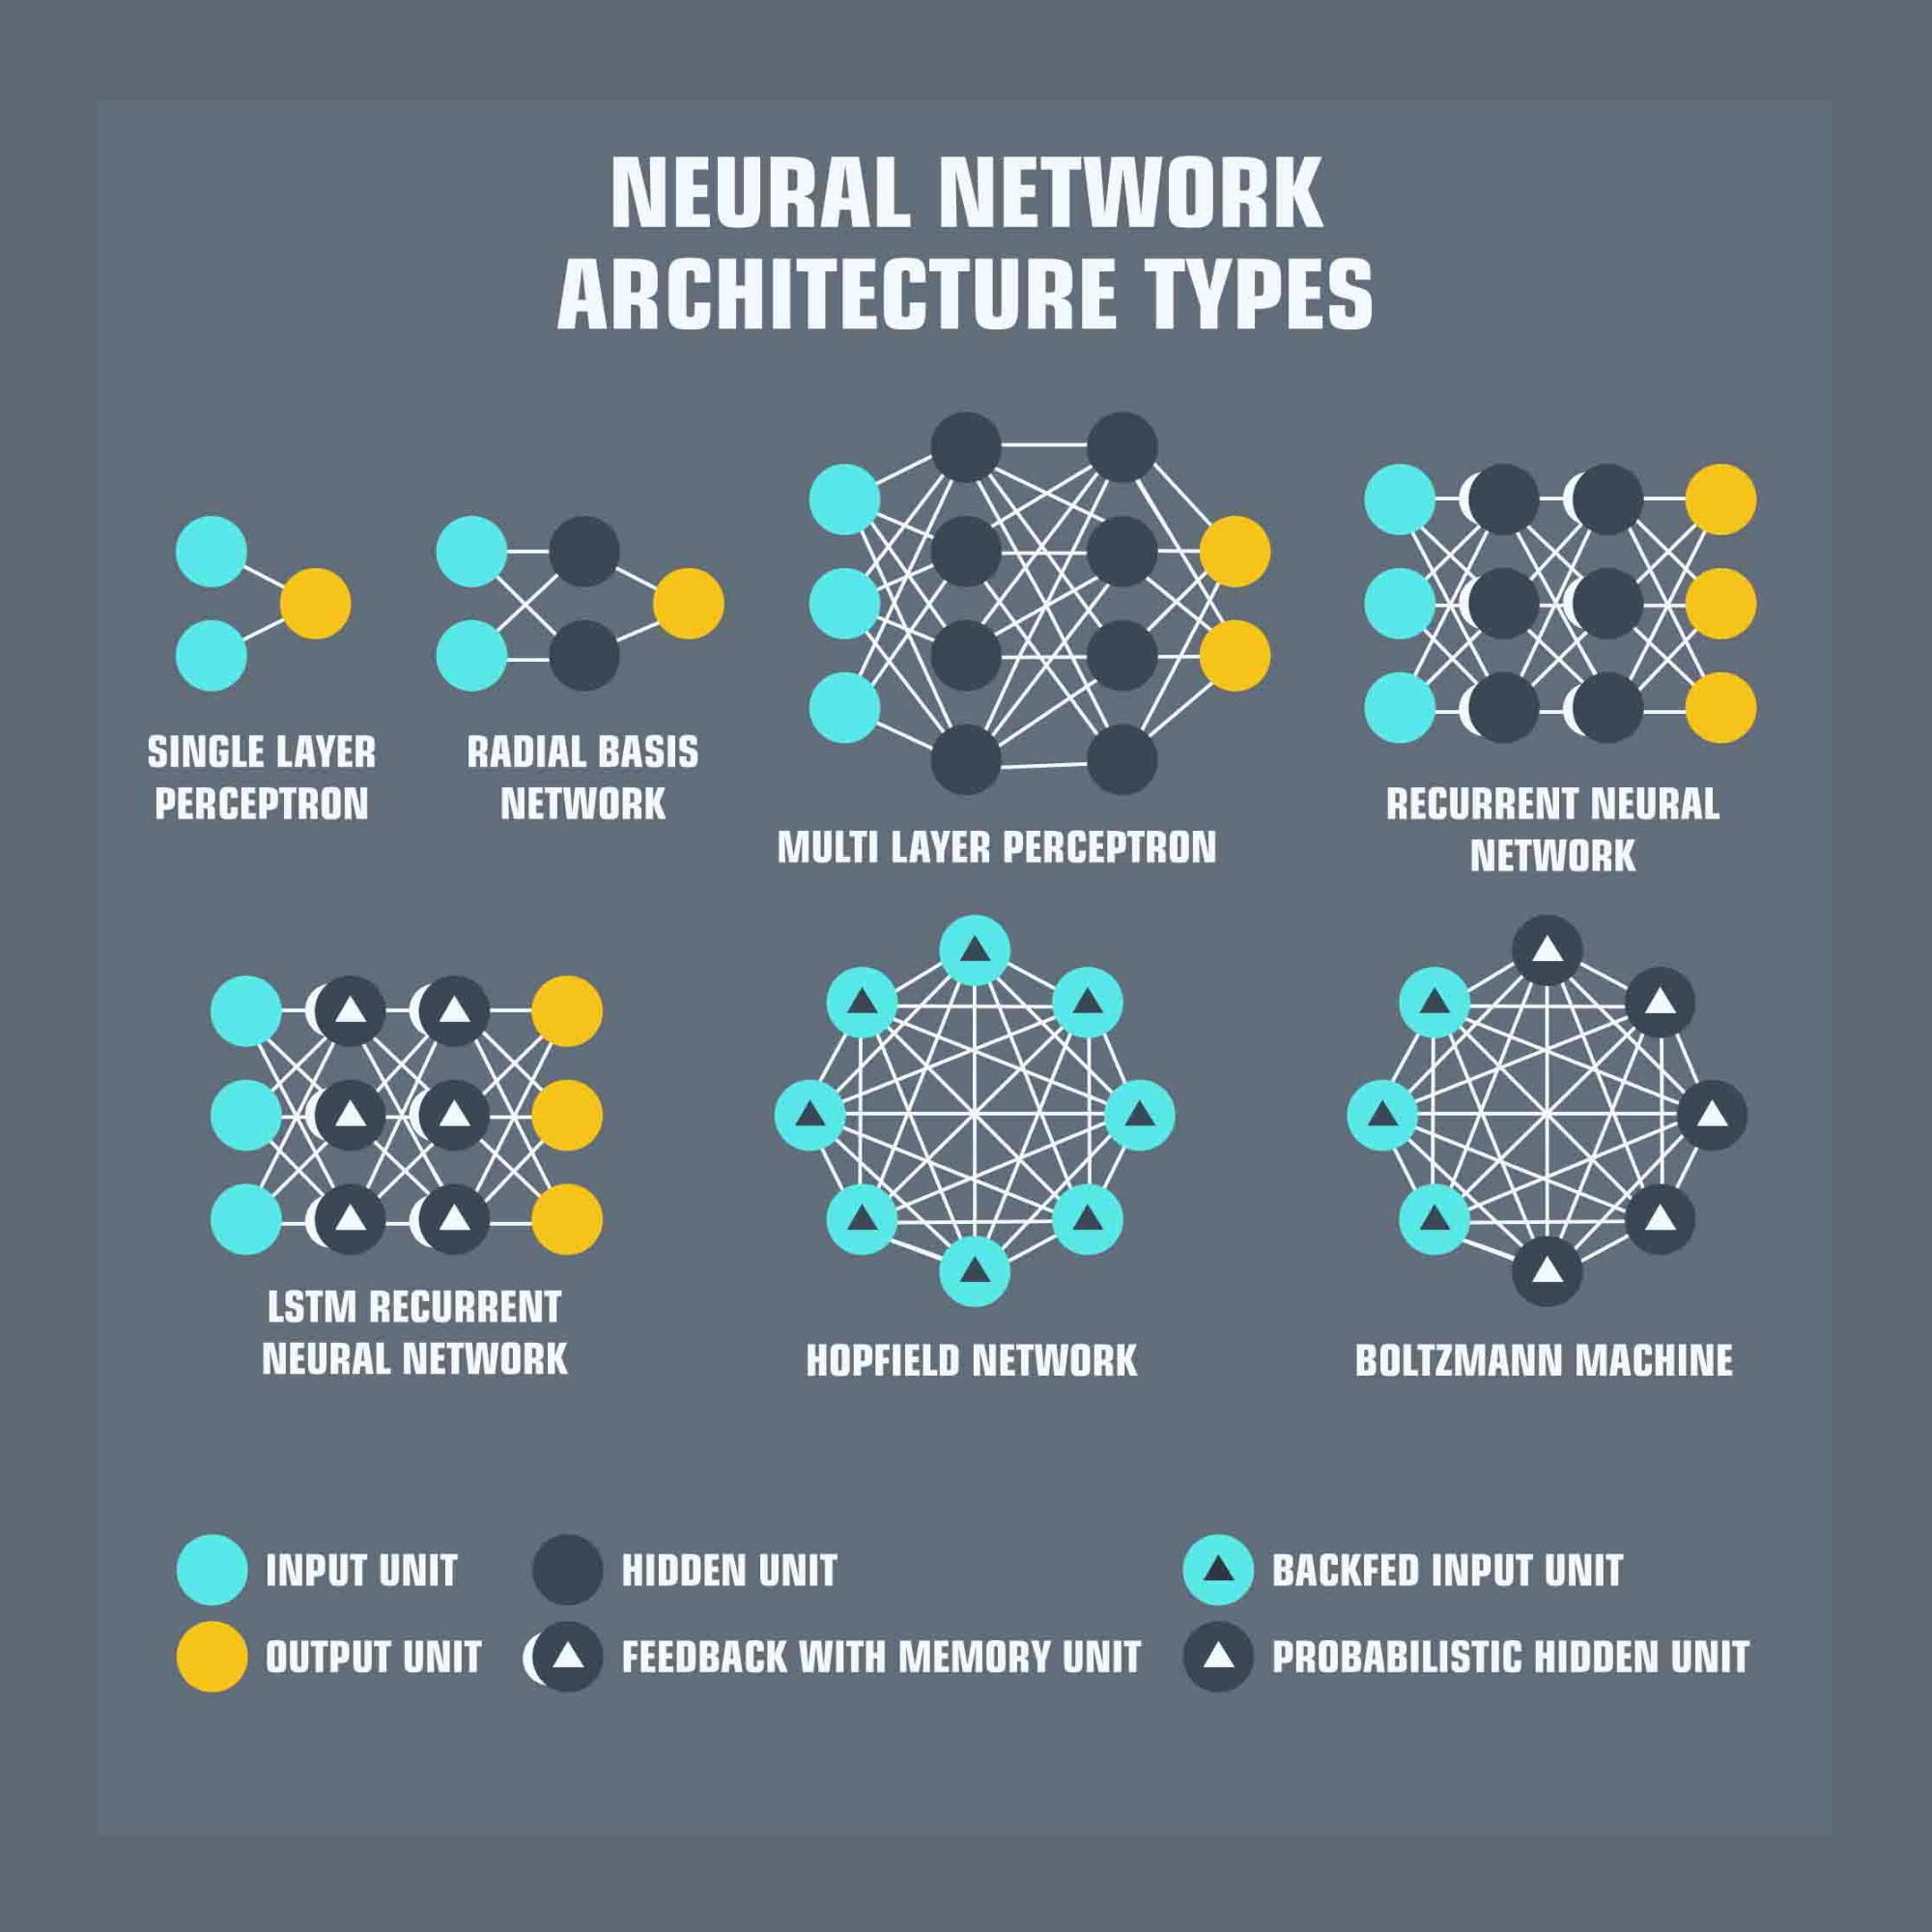 NEURAL NETWORK
ARCHITECTURE TYPES
SINGLE LAYER
PERCEPTRON
RADIAL BASIS
NETWORK
MULTI LAYER PERCEPTRON
RECURRENT NEURAL
NETWORK
LSTM RECURRENT
NEURAL NETWORK
HOPFIELD NETWORK
BOLTZMANN MACHINE
INPUT UNIT
HIDDEN UNIT
BACKFED INPUT UNIT
OUTPUT UNIT
FEEDBACK WITH MEMORY UNIT
PROBABILISTIC HIDDEN UNIT